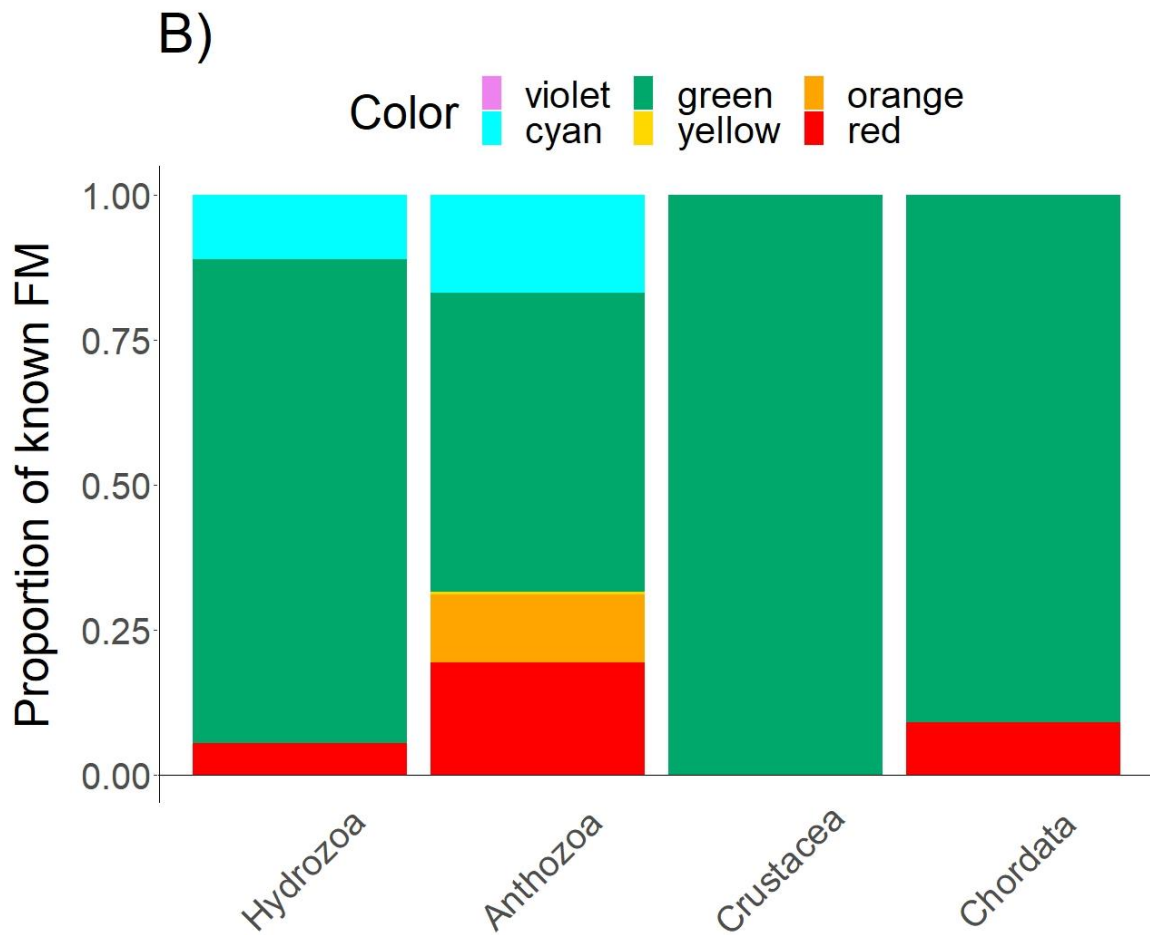 B)
Color violet green orange
cyan yellow red
Proportion of known FM
1.00
0.75
0.50
0.25
0.00
Hydrozoa Anthozoa Crustacea Chordata